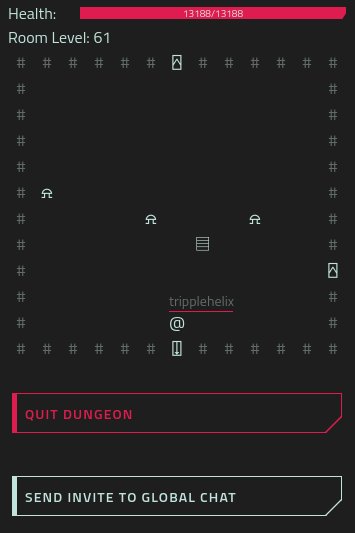 Health:
13188/13188
Room Level: 61
# # # # # # ⍓ # # # # # #
# #
# #
# #
# #
# #
# #
# #
# ⍓
# #
tripplehelix
# @ #
# # # # # # ⍗ # # # # # #
QUIT DUNGEON
SEND INVITE TO GLOBAL CHAT